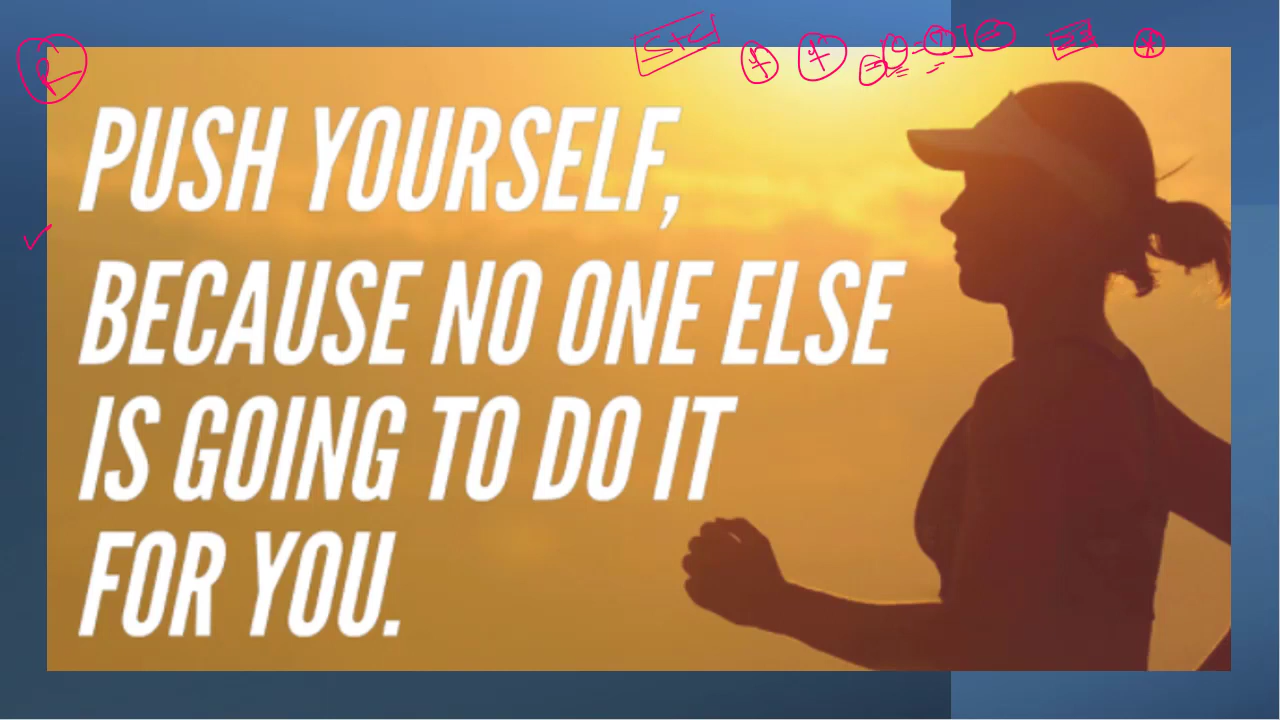 PUSH YOURSELF,
BECAUSE NO ONE ELSE
IS GOING TO DO IT
FOR YOU.